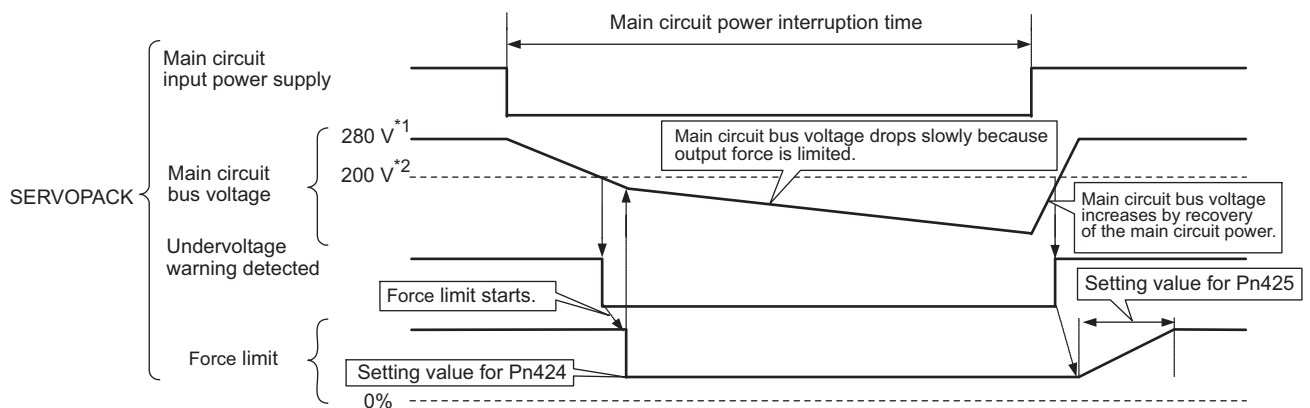 Main circuit power interruption time
Main circuit
input power supply
280 V*1
Main circuit bus voltage drops slowly because
output force is limited.
200 V*2
Main circuit
bus voltage
SERVOPACK
Main circuit bus voltage
increases by recovery
of the main circuit power.
Undervoltage
warning detected
Force limit starts.
Setting value for Pn425
Force limit
Setting value for Pn424
0%